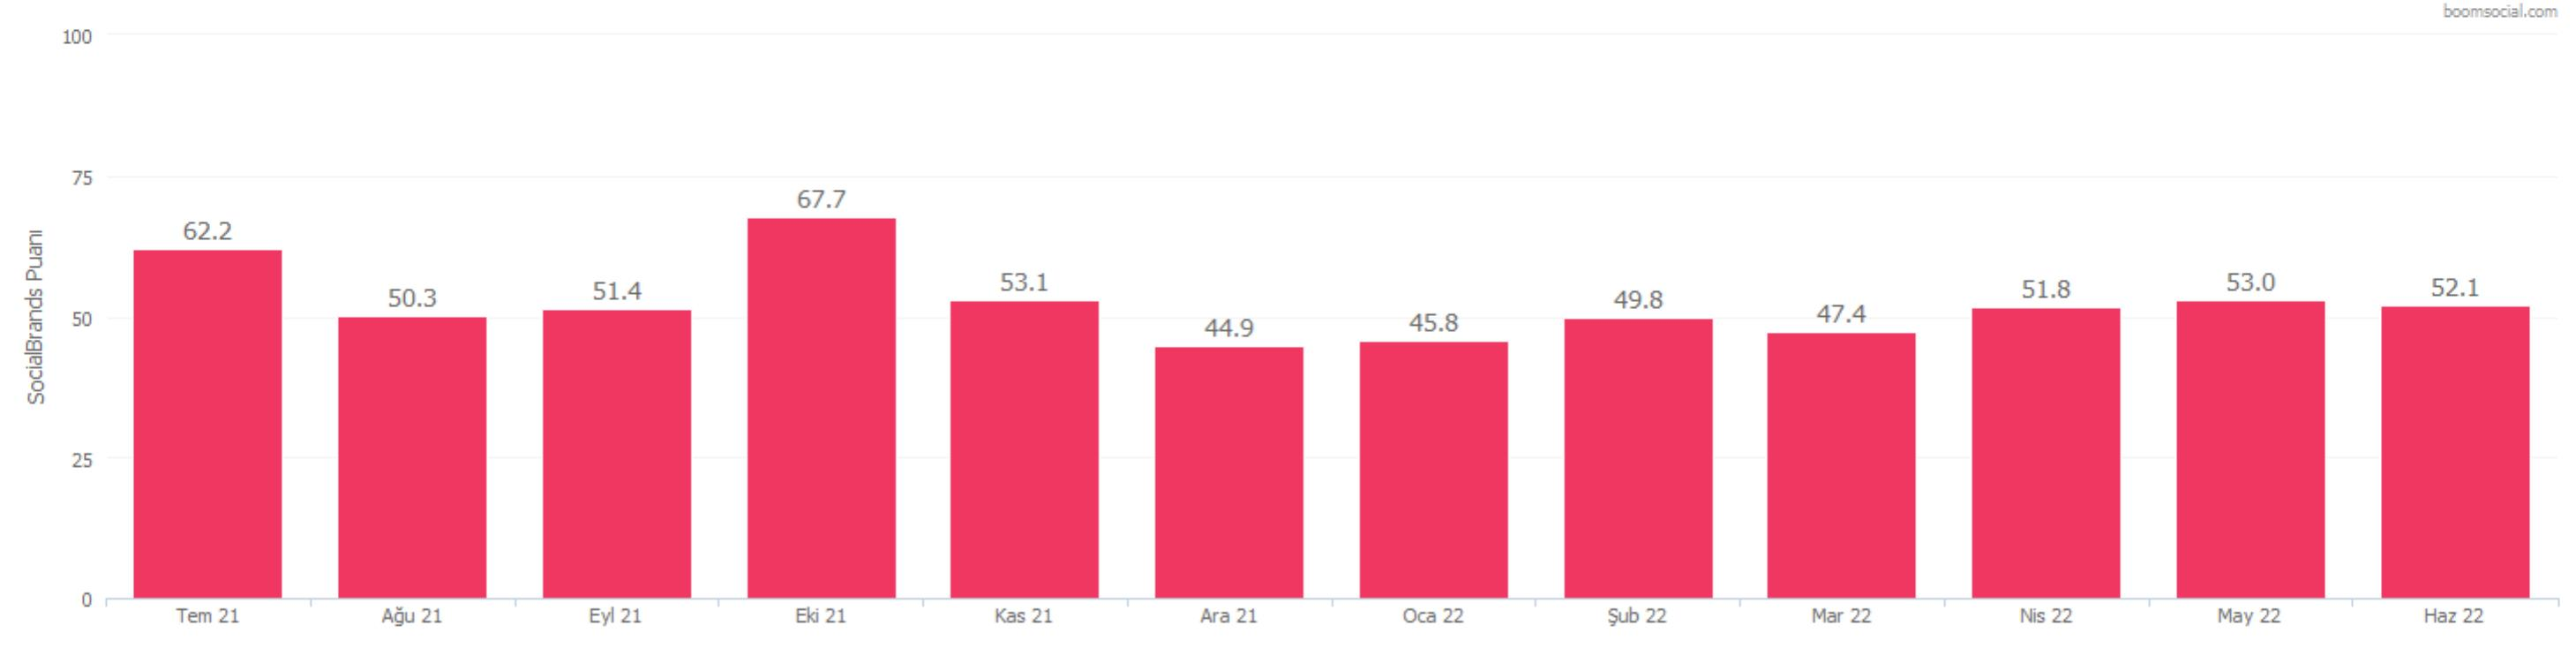 boomsocial.com
100
75
50
25
0
SocialBrands Puanı
62.2
50.3
51.4
67.7
53.1
44.9
45.8
49.8
47.4
51.8
53.0
52.1
Tem 21
Ağu 21
Eyl 21
Eki 21
Kas 21
Ara 21
Oca 22
Şub 22
Mar 22
Nis 22
May 22
Haz 22